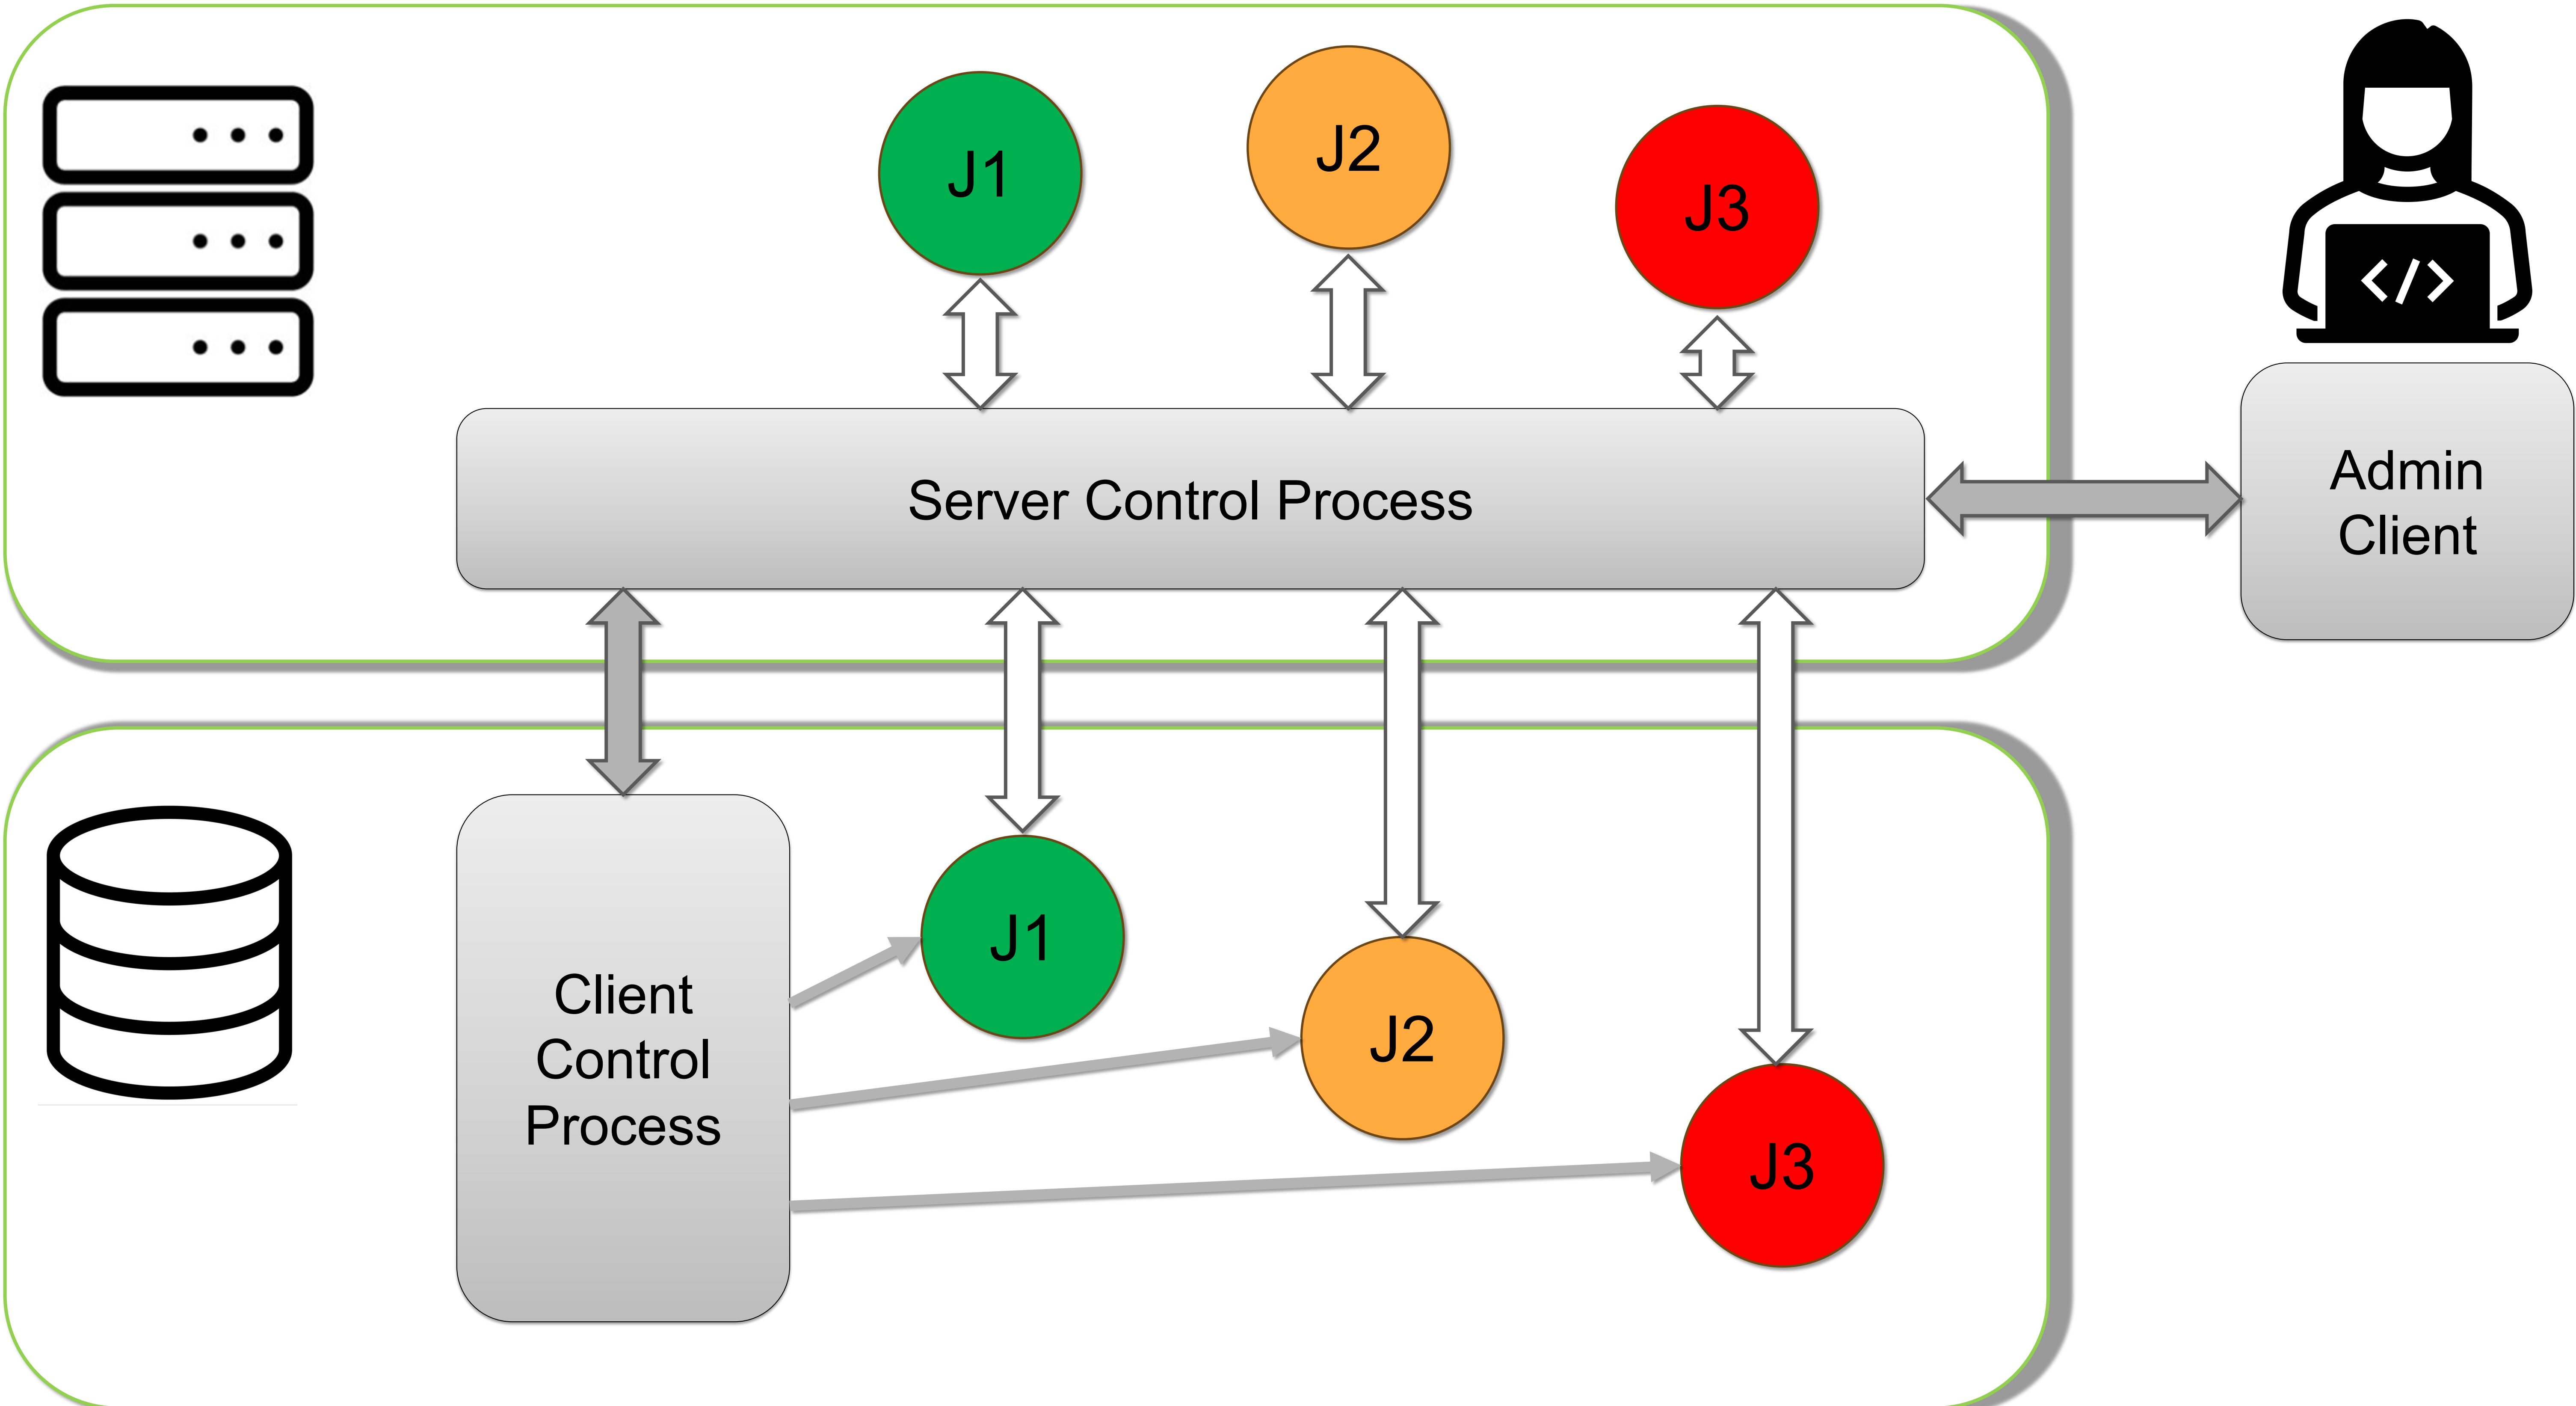 J1
J2
J3
</>
Server Control Process
Admin
Client
Client
Control
Process
J1
J2
J3